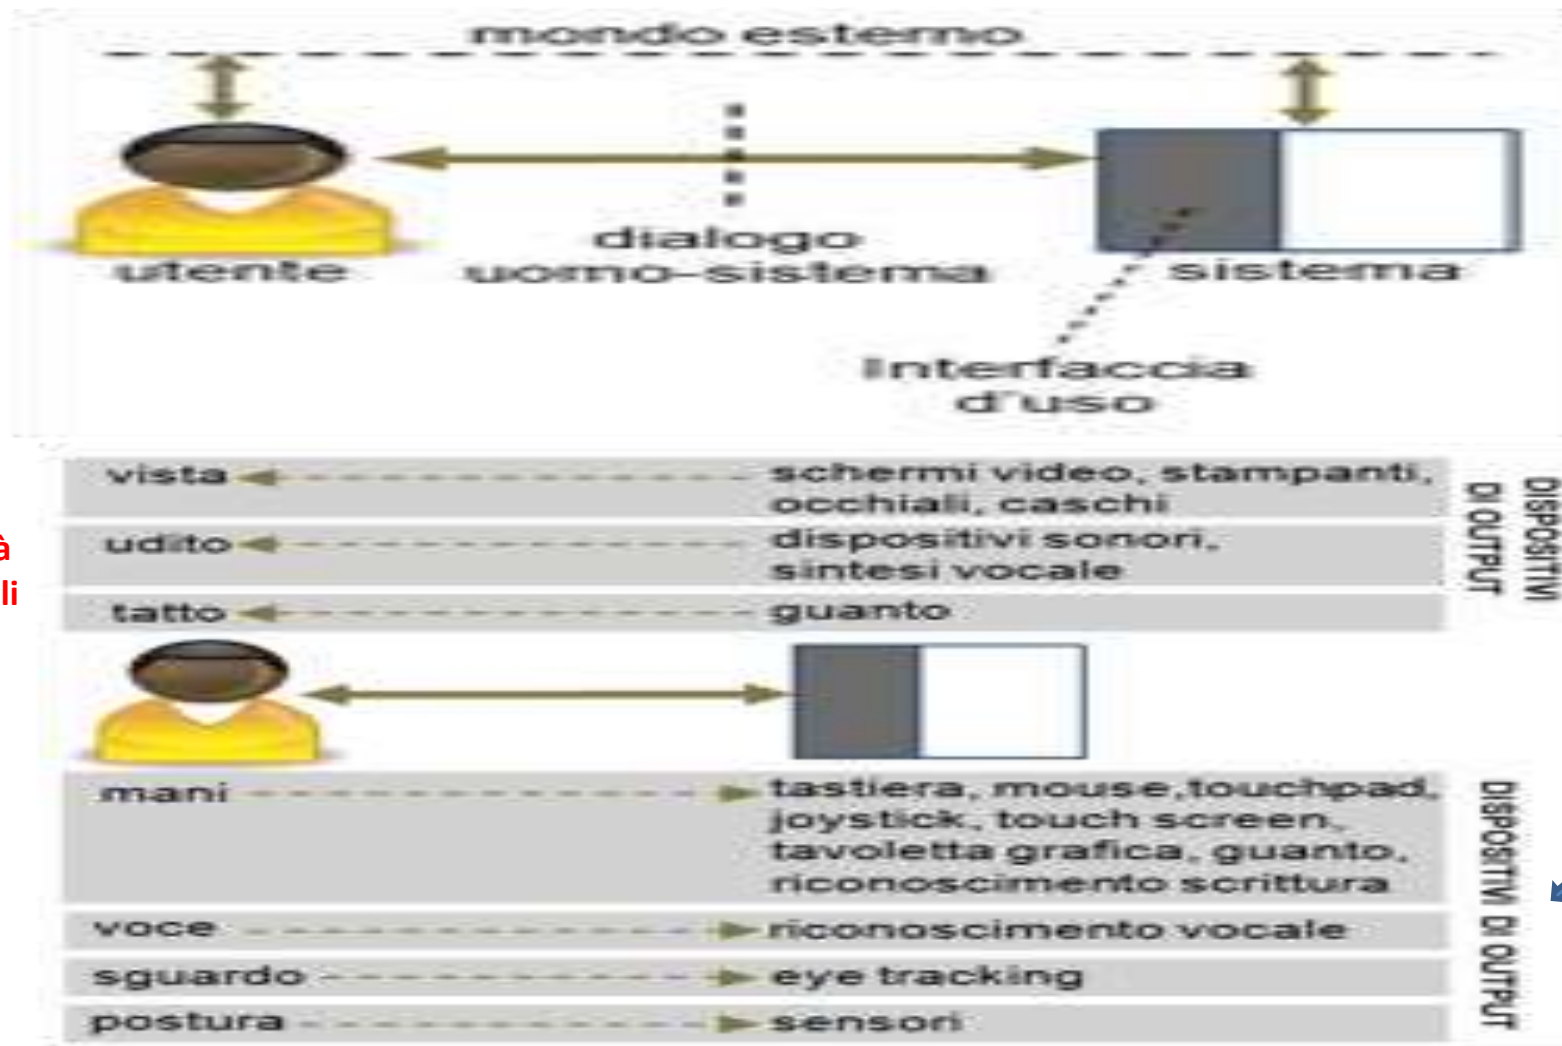 mondo esterno
utente
dialogo
uomo-sistema
sistema
Interfaccia
d'uso
vista
schermi video, stampanti,
occhiali, caschi
udito
dispositivi sonori,
sintesi vocale
tatto
guanto
DISPOSITIVI
DI OUTPUT
à
li
mani
tastiera, mouse,touchpad,
joystick, touch screen,
tavoletta grafica, guanto,
riconoscimento scrittura
voce
riconoscimento vocale
sguardo
eye tracking
postura
sensori
DISPOSITIVI DI OUTPUT